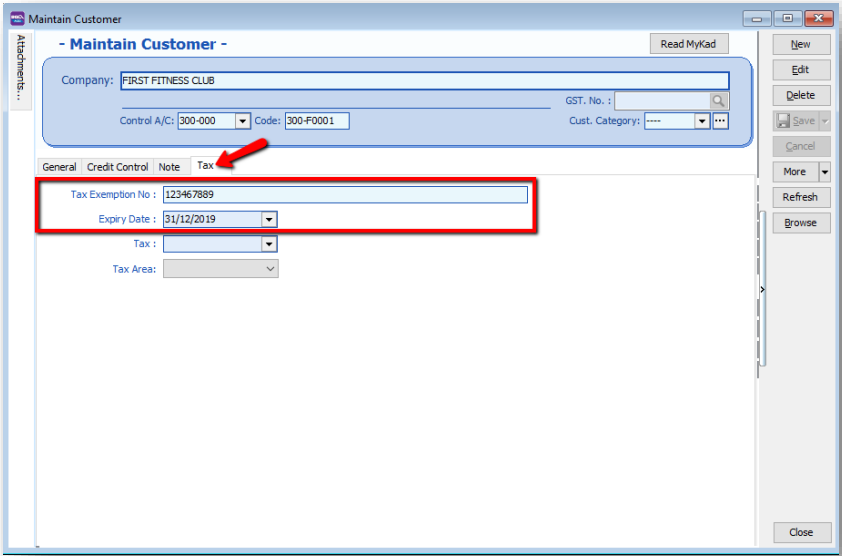 Maintain Customer
Attachments...
- Maintain Customer -
Read MyKad
Company: FIRST FITNESS CLUB
GST. No. :
Control A/C: 300-000 Code: 300-F0001 Cust. Category: ----
General Credit Control Note Tax
Tax Exemption No : 123467889
Expiry Date : 31/12/2019
Tax :
Tax Area:
New
Edit
Delete
Save
Cancel
More
Refresh
Browse
Close